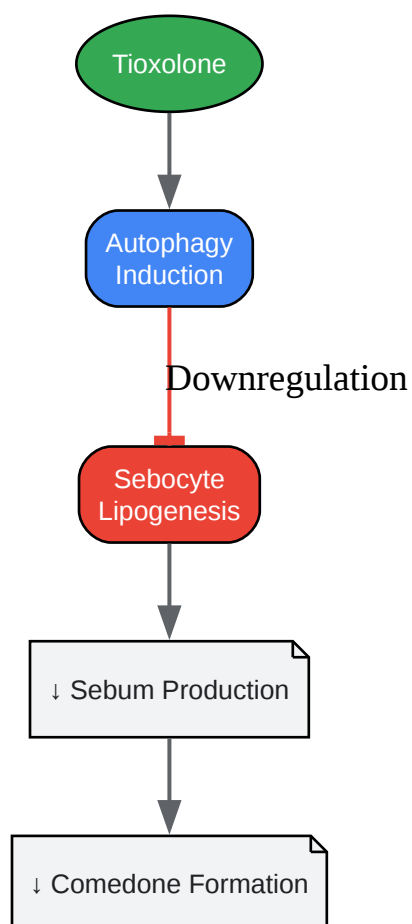 Tioxolone
Autophagy
Induction
Downregulation
Sebocyte
Lipogenesis
↓ Sebum Production
↓ Comedone Formation